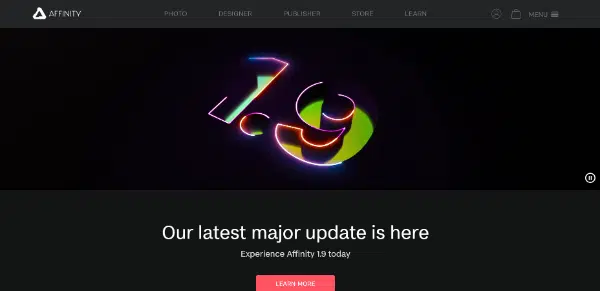 AFFINITY
PHOTO
DESIGNER
PUBLISHER
STORE
LEARN
MENU
1.9
Our latest major update is here
Experience Affinity 1.9 today
LEARN MORE